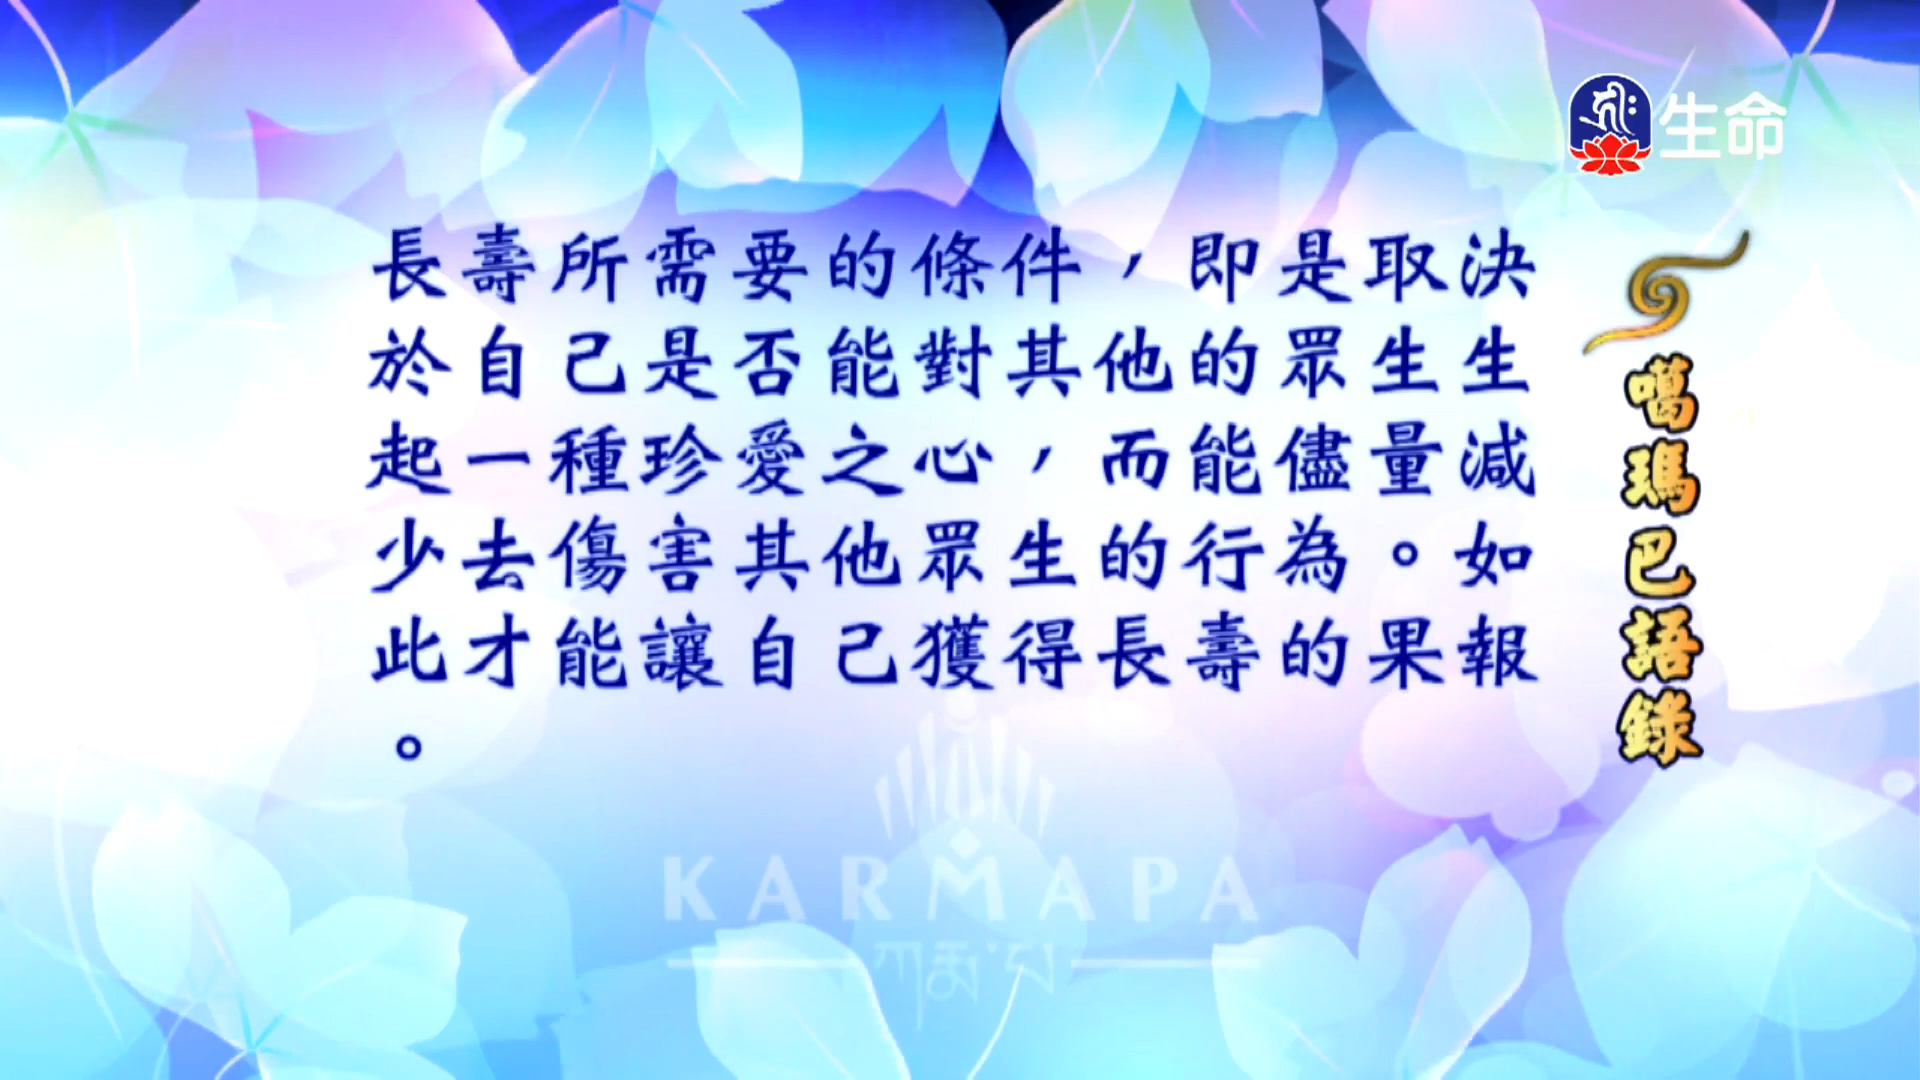 生命
長壽所需要的條件，即是取決
於自己是否能對其他的眾生生
起一種珍愛之心，而能儘量減
少去傷害其他眾生的行為。如
此才能讓自己獲得長壽的果報
。
噶瑪巴語錄
KARMAPA
ཀརྨ་པ